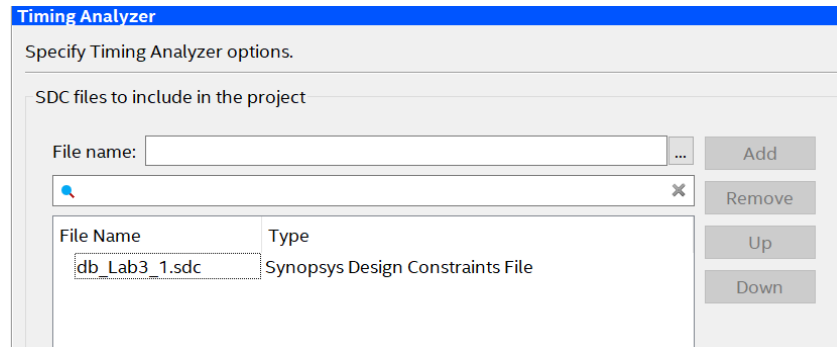 Timing Analyzer
Specify Timing Analyzer options.
SDC files to include in the project
File name: ... Add
Remove
File Name Type Up
db_Lab3_1.sdc Synopsys Design Constraints File
Down